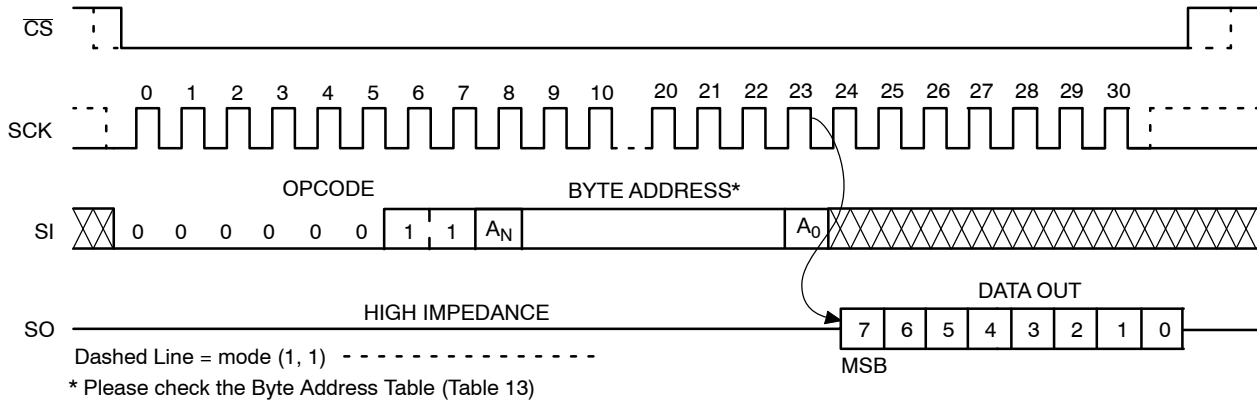 CS
0 1 2 3 4 5 6 7 8 9 10 20 21 22 23 24 25 26 27 28 29 30
SCK
OPCODE BYTE ADDRESS*
SI 0 0 0 0 0 0 1 1 AN A0
DATA OUT
HIGH IMPEDANCE
SO 7 6 5 4 3 2 1 0
Dashed Line = mode (1, 1) - - - - - - - - - - - - - - - -
MSB
* Please check the Byte Address Table (Table 13)